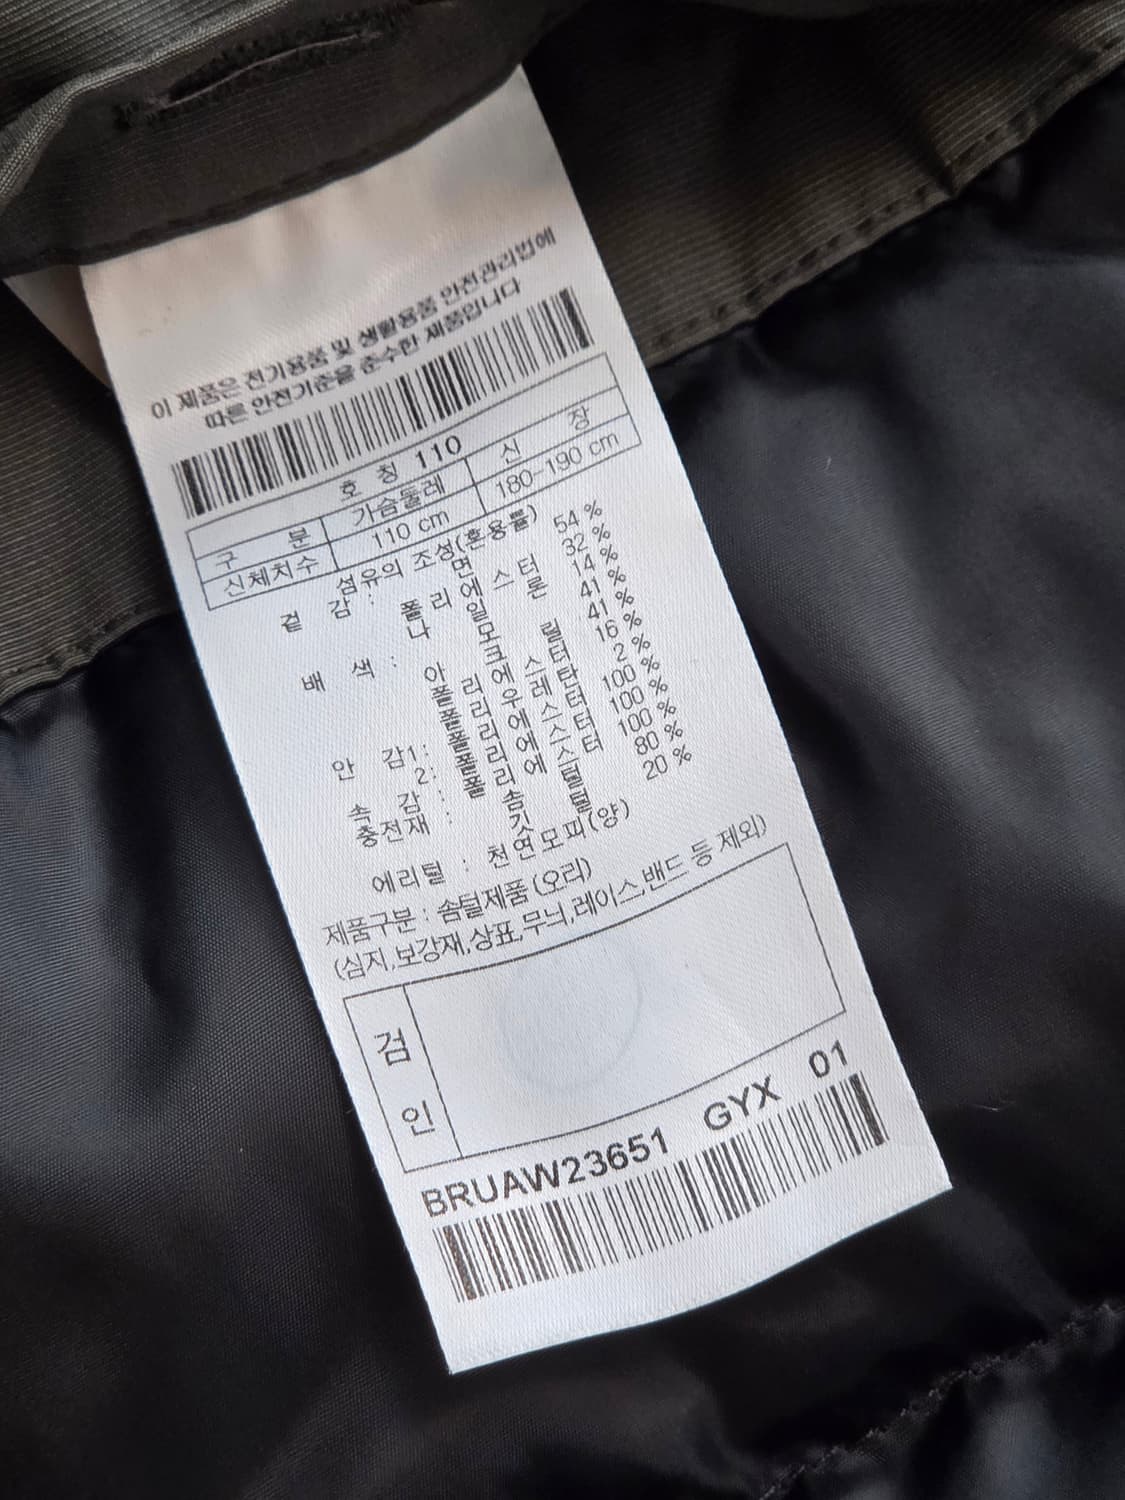 이 제품은 전기용품 및 생활용품 안전관리법에
따른 안전기준을 준수한 제품입니다
호 칭 110
구 분 가슴둘레 신 장
신체치수 110 cm 180-190 cm
섬유의 조성(혼용률)
겉 감 : 면 54 %
폴리에스터 32 %
나일론 14 %
배 색 : 모 41 %
아크릴 41 %
폴리에스터 16 %
폴리우레탄 2 %
안 감1: 폴리에스터 100 %
2: 폴리에스터 100 %
속 감 : 폴리에스터 100 %
충전재 : 솜털 80 %
깃털 20 %
에리털 : 천연모피(양)
제품구분 : 솜털제품 (오리)
(심지,보강재,상표,무늬,레이스,밴드 등 제외)
검
인
BRUAW23651 GYX 01